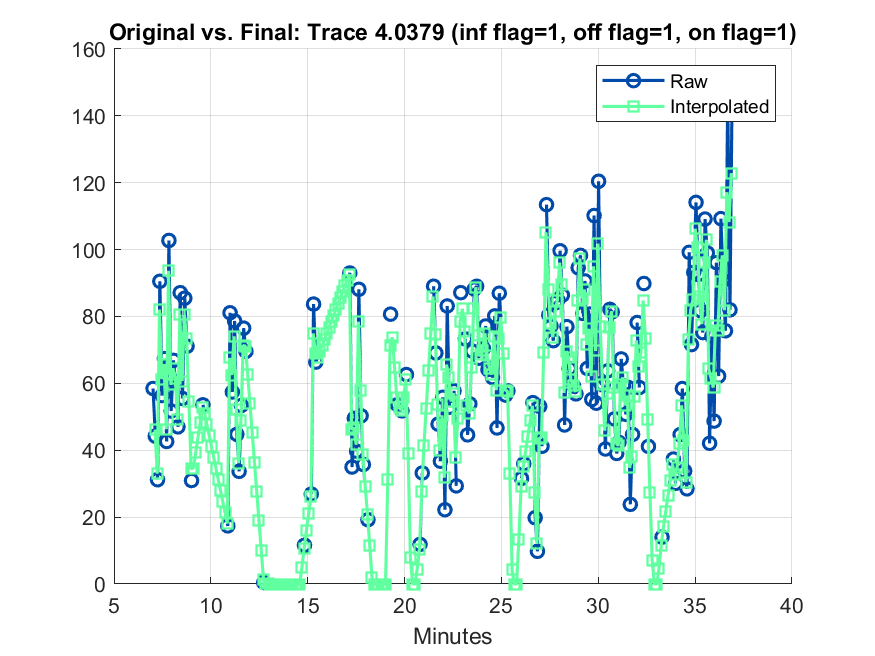 Original vs. Final: Trace 4.0379 (inf flag=1, off flag=1, on flag=1)
160
140
120
100
80
60
40
20
0
Raw
Interpolated
5 10 15 20 25 30 35 40
Minutes